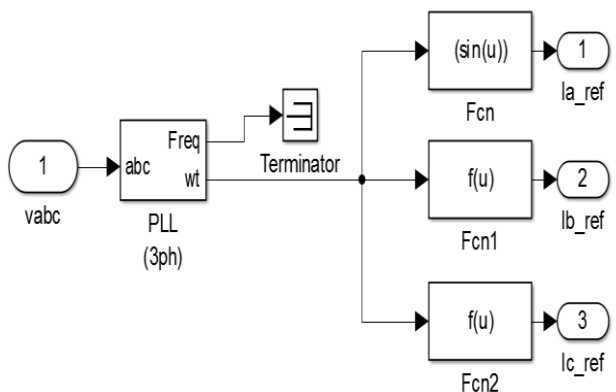 1
vabc
abc
Freq
wt
PLL
(3ph)
Terminator
(sin(u))
Fcn
1
Ia_ref
f(u)
Fcn1
2
Ib_ref
f(u)
Fcn2
3
Ic_ref